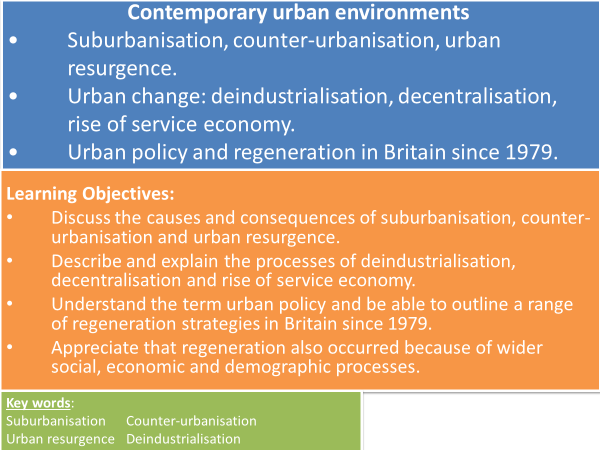 Contemporary urban environments
• Suburbanisation, counter-urbanisation, urban
resurgence.
• Urban change: deindustrialisation, decentralisation,
rise of service economy.
• Urban policy and regeneration in Britain since 1979.
Learning Objectives:
• Discuss the causes and consequences of suburbanisation, counter-
urbanisation and urban resurgence.
• Describe and explain the processes of deindustrialisation,
decentralisation and rise of service economy.
• Understand the term urban policy and be able to outline a range
of regeneration strategies in Britain since 1979.
• Appreciate that regeneration also occurred because of wider
social, economic and demographic processes.
Key words:
Suburbanisation Counter-urbanisation
Urban resurgence Deindustrialisation